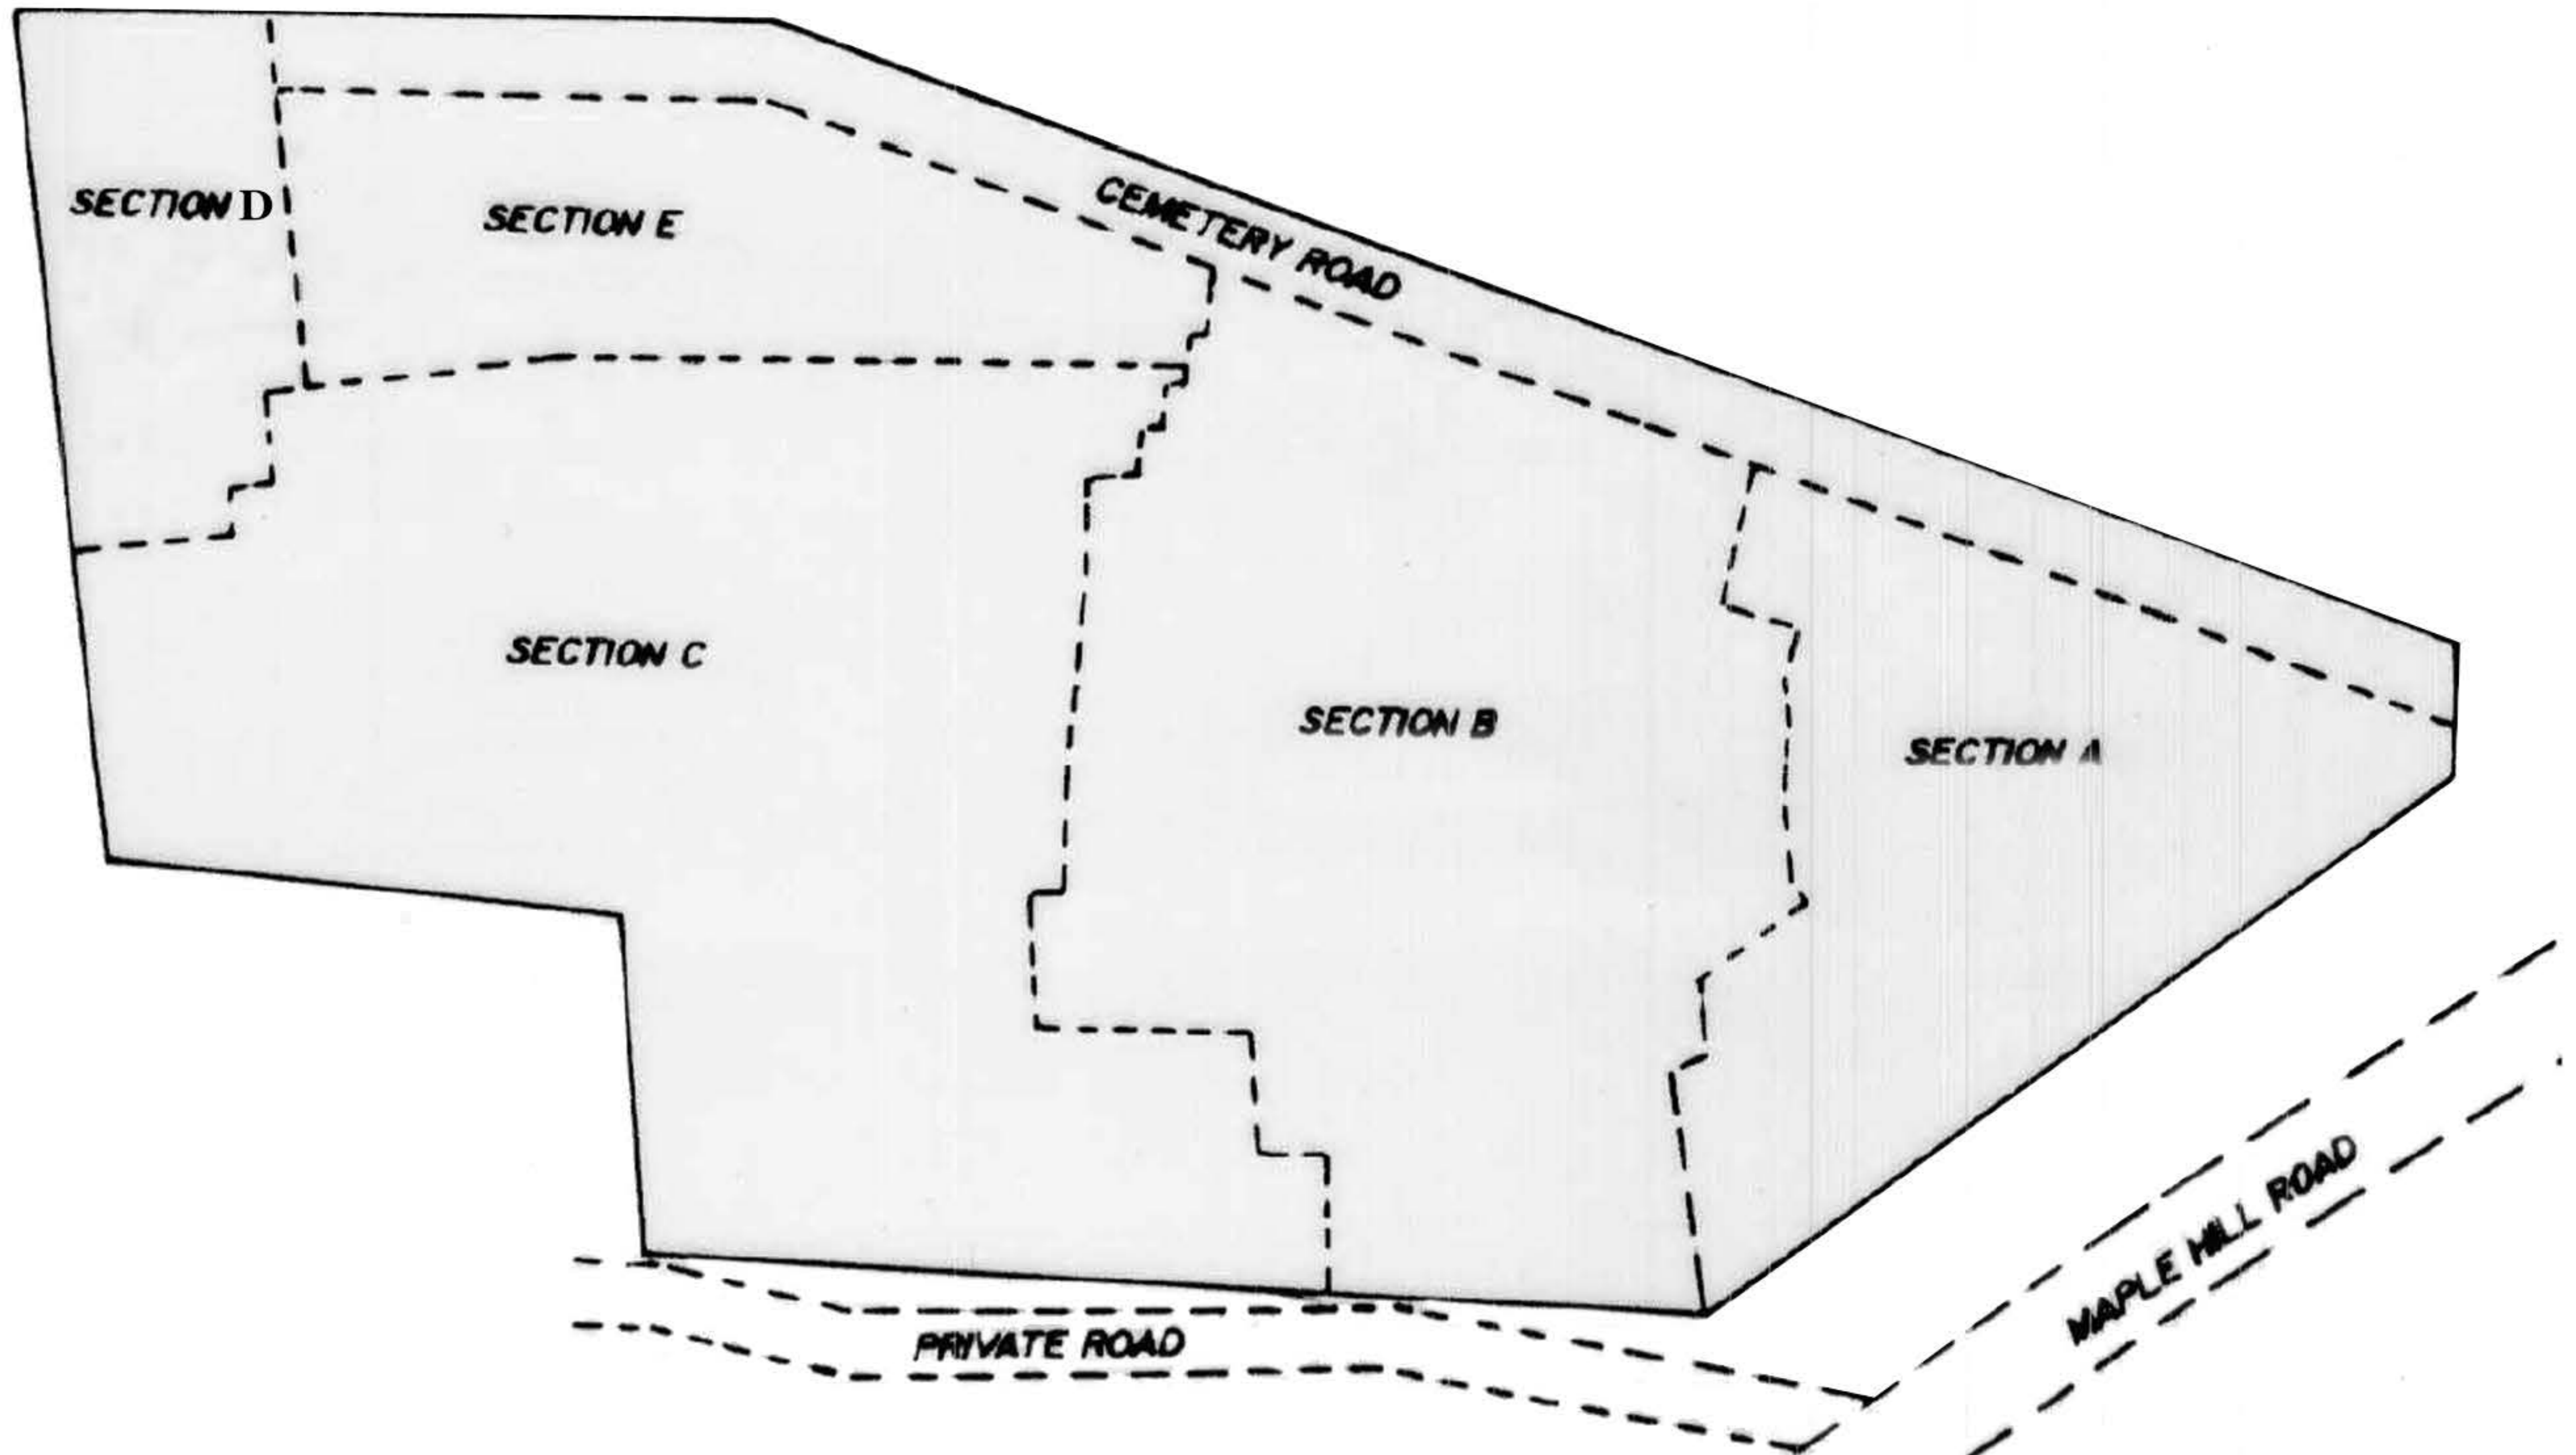 SECTION D
SECTION E
CEMETERY ROAD
SECTION C
SECTION B
SECTION A
MAPLE HILL ROAD
PRIVATE ROAD